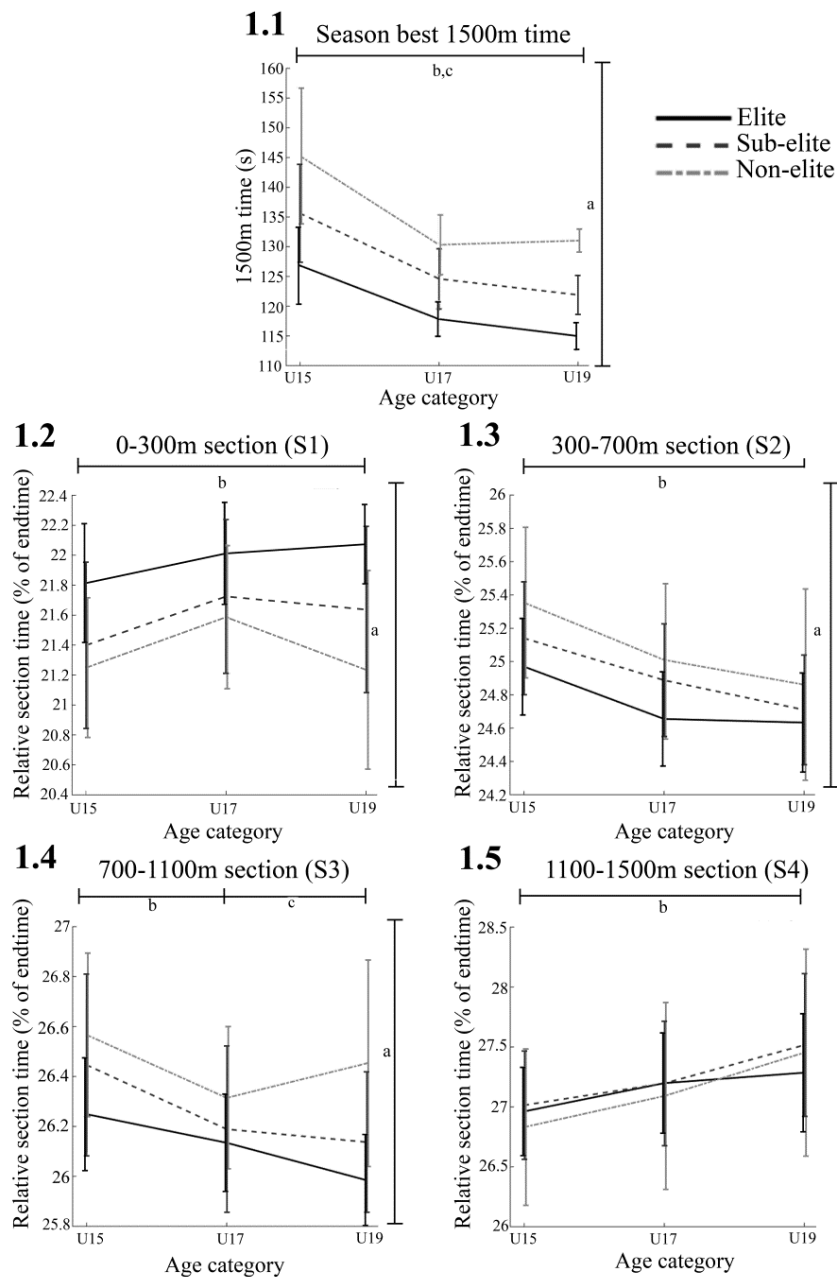 1.1 Season best 1500m time
b,c
160
155
150
145
140
135
130
125
120
115
110
1500m time (s)
a
U15 U17 U19
Age category
Elite
Sub-elite
Non-elite
1.2
0-300m section (S1)
b
22.4
22.2
22
21.8
21.6
21.4
21.2
21
20.8
20.6
20.4
Relative section time (% of endtime)
a
U15 U17 U19
Age category
1.3
300-700m section (S2)
b
26
25.8
25.6
25.4
25.2
25
24.8
24.6
24.4
24.2
Relative section time (% of endtime)
a
U15 U17 U19
Age category
1.4
700-1100m section (S3)
b c
27
26.8
26.6
26.4
26.2
26
25.8
Relative section time (% of endtime)
a
U15 U17 U19
Age category
1.5
1100-1500m section (S4)
b
28.5
28
27.5
27
26.5
26
Relative section time (% of endtime)
U15 U17 U19
Age category